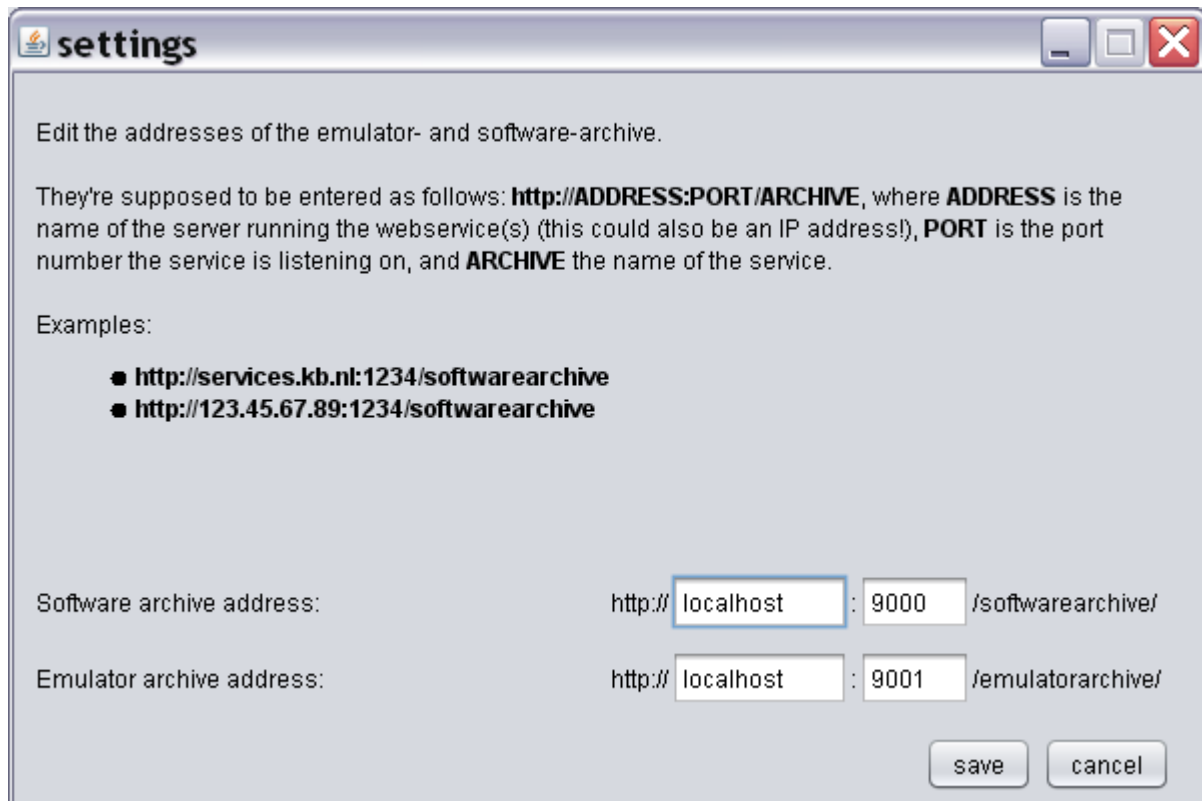 settings
Edit the addresses of the emulator- and software-archive.
They're supposed to be entered as follows: http://ADDRESS:PORT/ARCHIVE, where ADDRESS is the
name of the server running the webservice(s) (this could also be an IP address!), PORT is the port
number the service is listening on, and ARCHIVE the name of the service.
Examples:
● http://services.kb.nl:1234/softwarearchive
● http://123.45.67.89:1234/softwarearchive
Software archive address: http:// localhost : 9000 /softwarearchive/
Emulator archive address: http:// localhost : 9001 /emulatorarchive/
save cancel